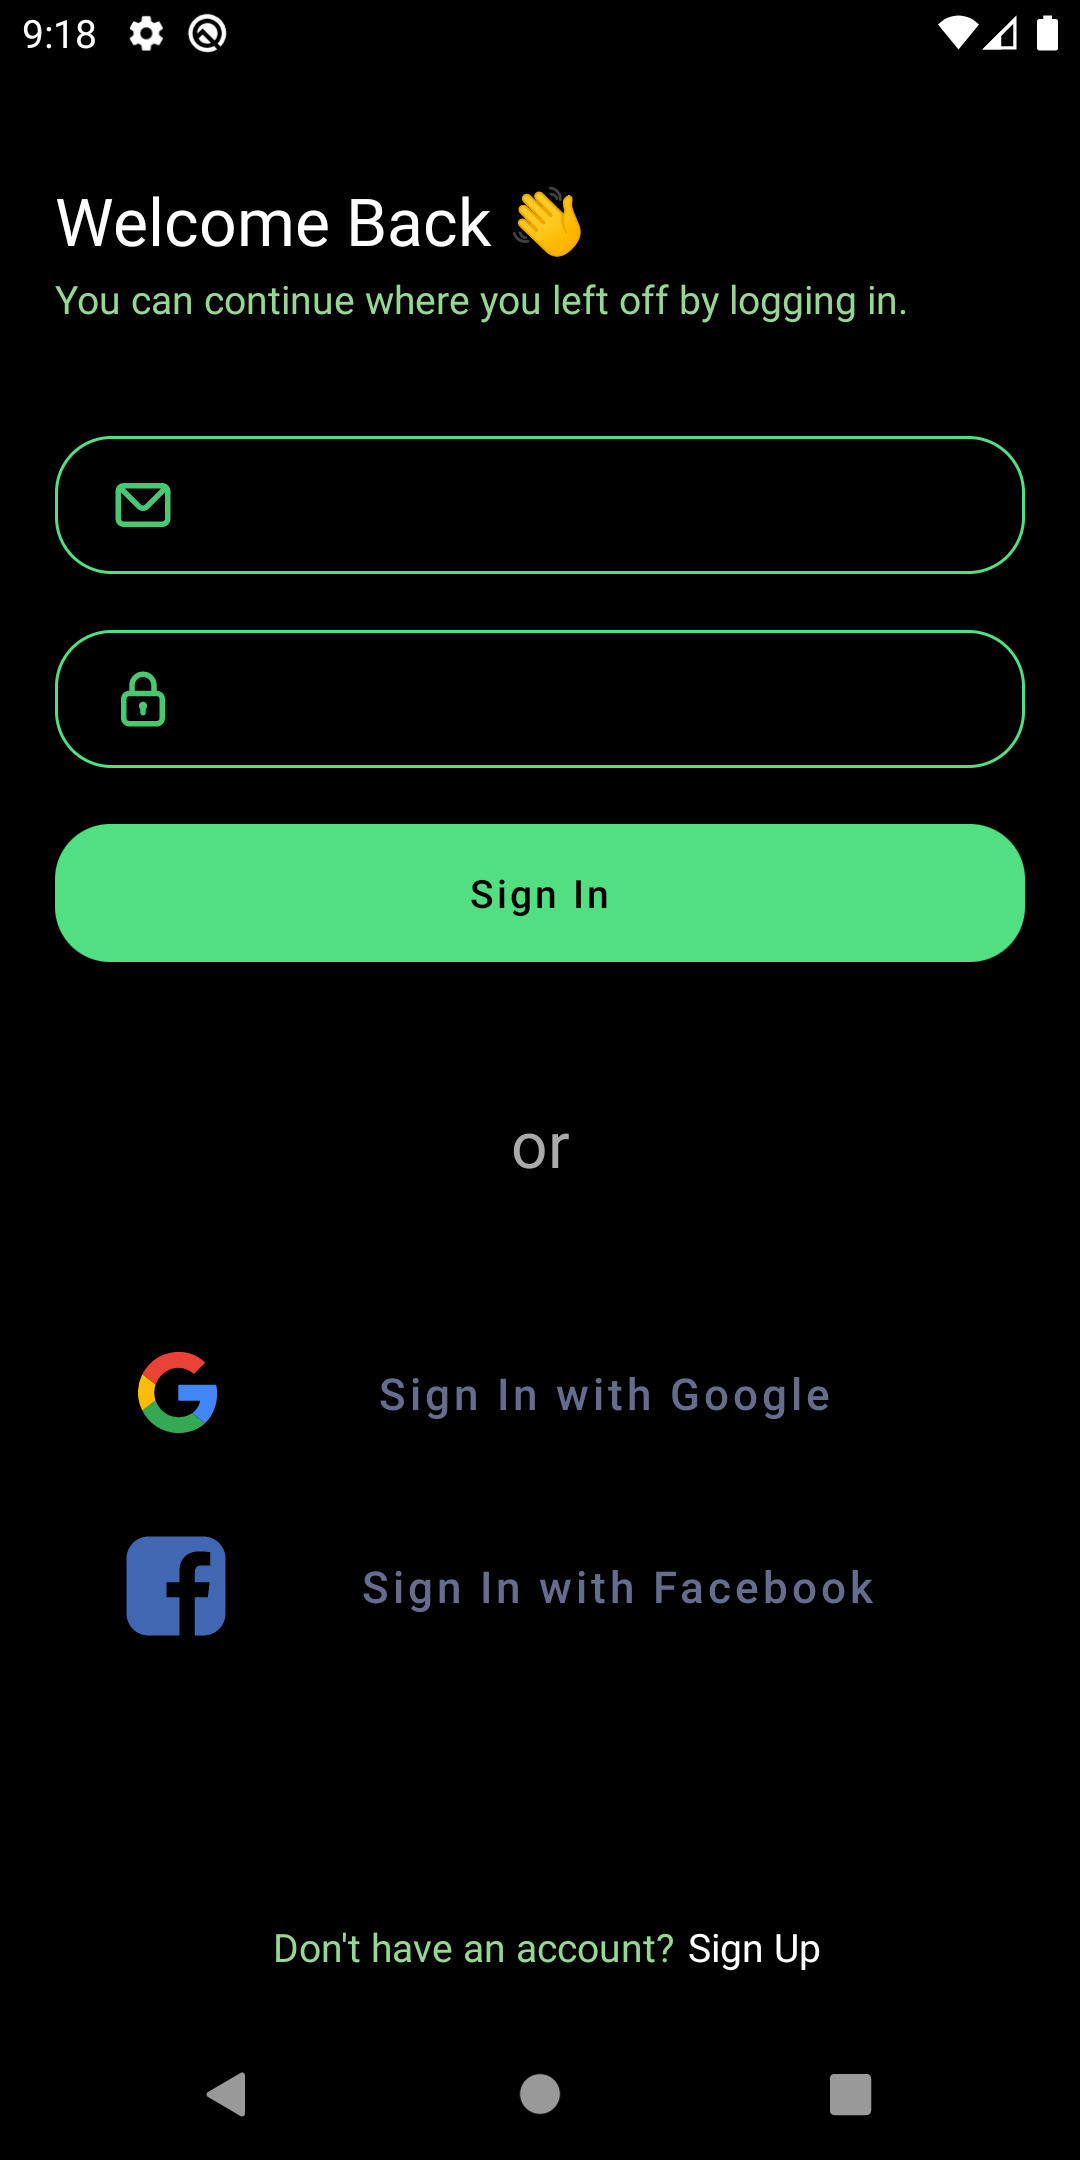 9:18
Welcome Back 👋
You can continue where you left off by logging in.
Sign In
or
Sign In with Google
Sign In with Facebook
Don't have an account? Sign Up